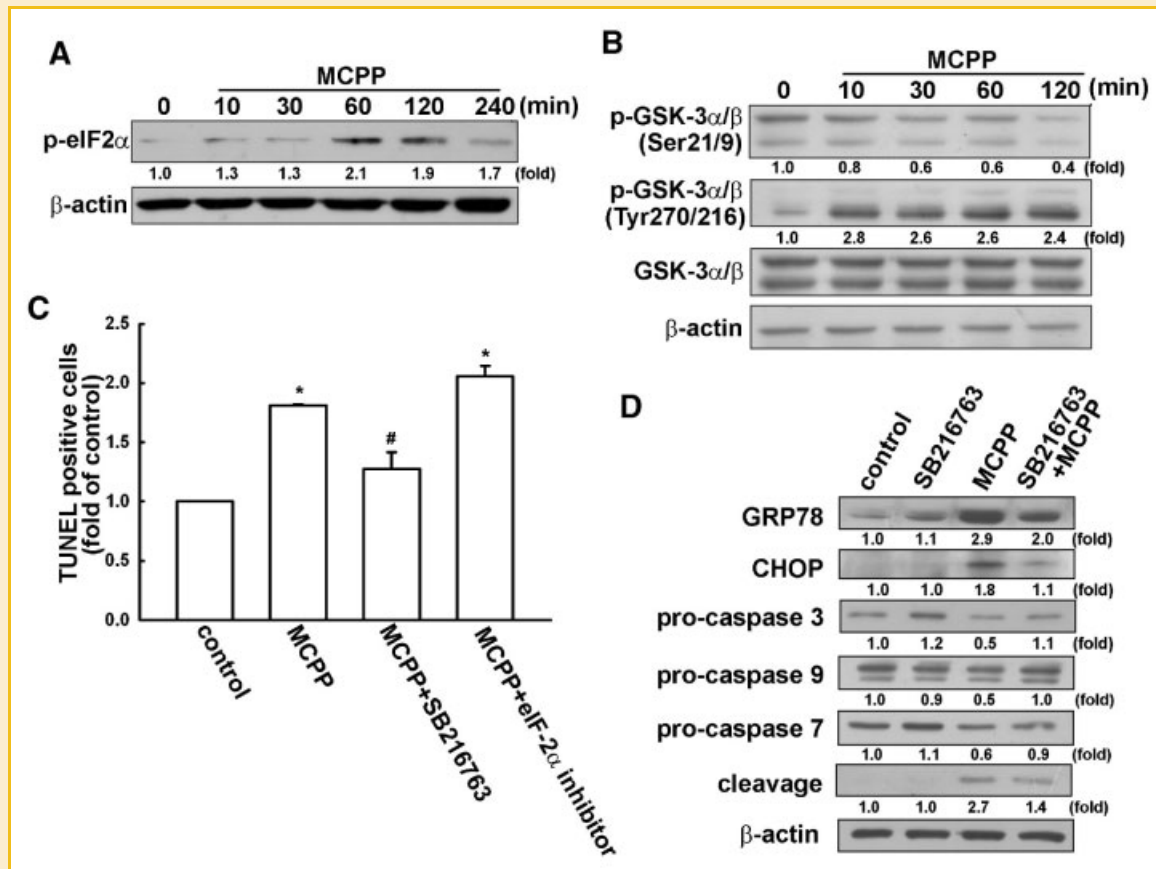 A
MCPP
0 10 30 60 120 240 (min)
p-eIF2α
1.0 1.3 1.3 2.1 1.9 1.7 (fold)
β-actin
B
MCPP
0 10 30 60 120 (min)
p-GSK-3α/β
(Ser21/9)
1.0 0.8 0.6 0.6 0.4 (fold)
p-GSK-3α/β
(Tyr270/216)
1.0 2.8 2.6 2.6 2.4 (fold)
GSK-3α/β
β-actin
C
TUNEL positive cells
(fold of control)
2.5
2.0
1.5
1.0
0.5
0.0
*
#
*
control
MCPP
MCPP+SB216763
MCPP+eIF-2α inhibitor
D
control
SB216763
MCPP
SB216763
+MCPP
GRP78
1.0 1.1 2.9 2.0 (fold)
CHOP
1.0 1.0 1.8 1.1 (fold)
pro-caspase 3
1.0 1.2 0.5 1.1 (fold)
pro-caspase 9
1.0 0.9 0.5 1.0 (fold)
pro-caspase 7
1.0 1.1 0.6 0.9 (fold)
cleavage
1.0 1.0 2.7 1.4 (fold)
β-actin